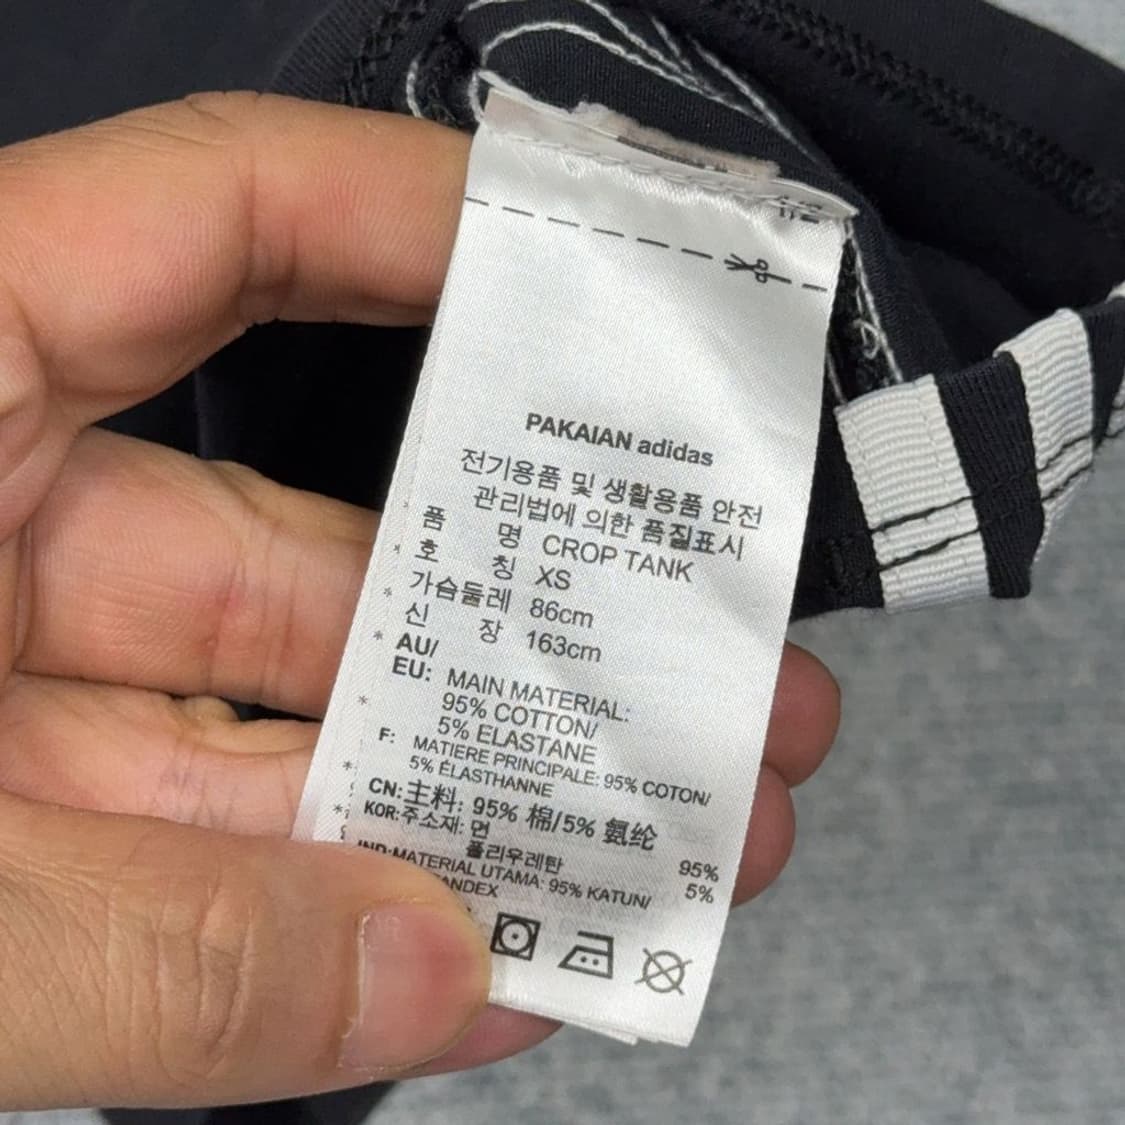 PAKAIAN adidas
전기용품 및 생활용품 안전
관리법에 의한 품질표시
품 명 CROP TANK
호 칭 XS
가슴둘레 86cm
신 장 163cm
AU/
EU: MAIN MATERIAL:
95% COTTON/
5% ELASTANE
F: MATIERE PRINCIPALE: 95% COTON/
5% ÉLASTHANNE
CN:主料: 95% 棉/5% 氨纶
KOR:주소재: 면 95%
폴리우레탄 5%
IND:MATERIAL UTAMA: 95% KATUN/